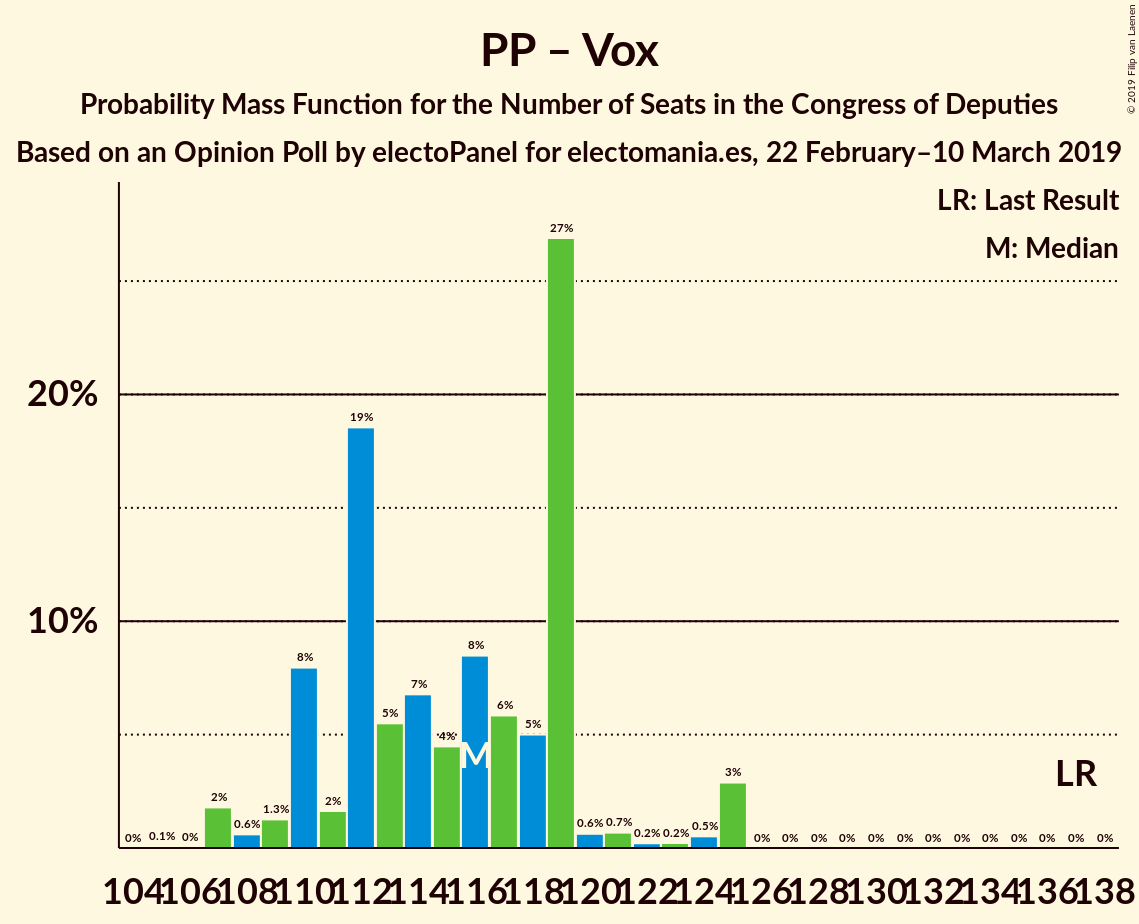 PP – Vox
Probability Mass Function for the Number of Seats in the Congress of Deputies
Based on an Opinion Poll by electoPanel for electomania.es, 22 February–10 March 2019
© 2019 Filip van Laenen
LR: Last Result
M: Median
27%
20%
19%
10%
8%
8%
7%
6%
5%
5%
4%
M
LR
3%
2%
2%
1.3%
0.6%
0% 0.1% 0%
0.6% 0.7% 0.2% 0.2% 0.5%
0% 0% 0% 0% 0% 0% 0% 0% 0% 0% 0% 0% 0%
104 106 108 110 112 114 116 118 120 122 124 126 128 130 132 134 136 138